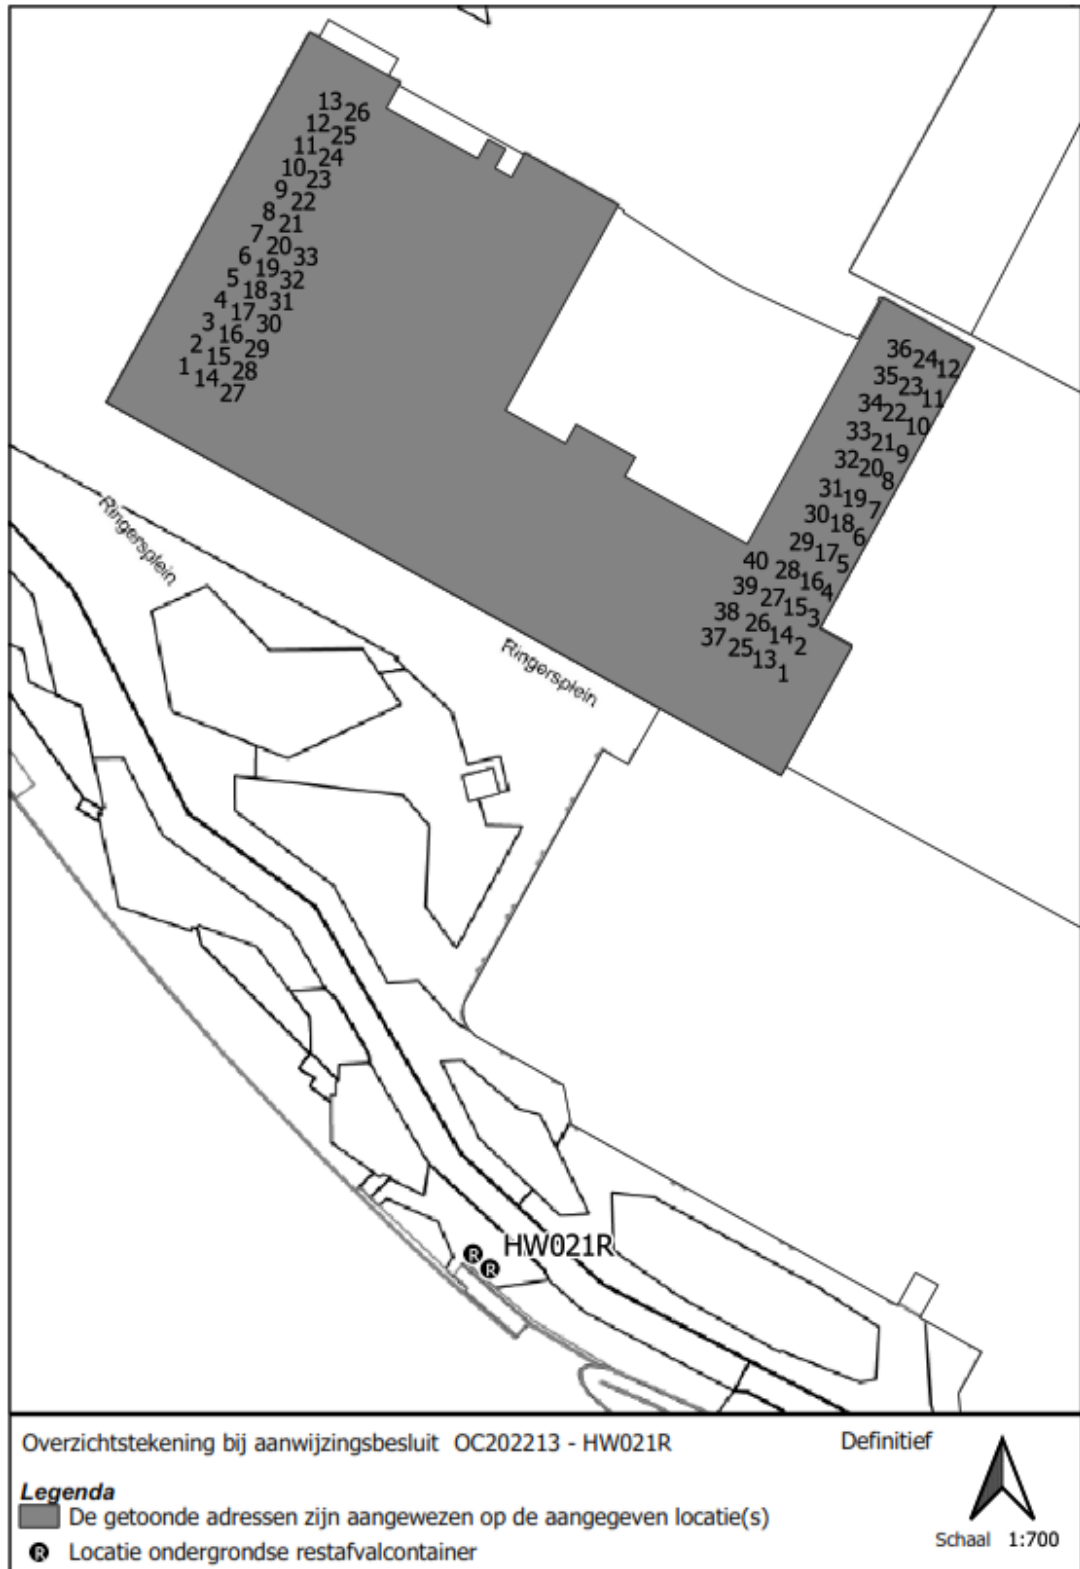 13 26
12 25
11 24
10 23
9 22
8 21
7 20 33
6 19 32
5 18 31
4 17 30
3 16 29
2 15 28
1 14 27
36 24 12
35 23 11
34 22 10
33 21 9
32 20 8
31 19 7
30 18 6
29 17 5
40 28 16 4
39 27 15 3
38 26 14 2
37 25 13 1
Ringersplein
Ringersplein
R R HW021R
Overzichtstekening bij aanwijzingsbesluit OC202213 - HW021R
Definitief
Legenda
De getoonde adressen zijn aangewezen op de aangegeven locatie(s)
R Locatie ondergrondse restafvalcontainer
Schaal 1:700